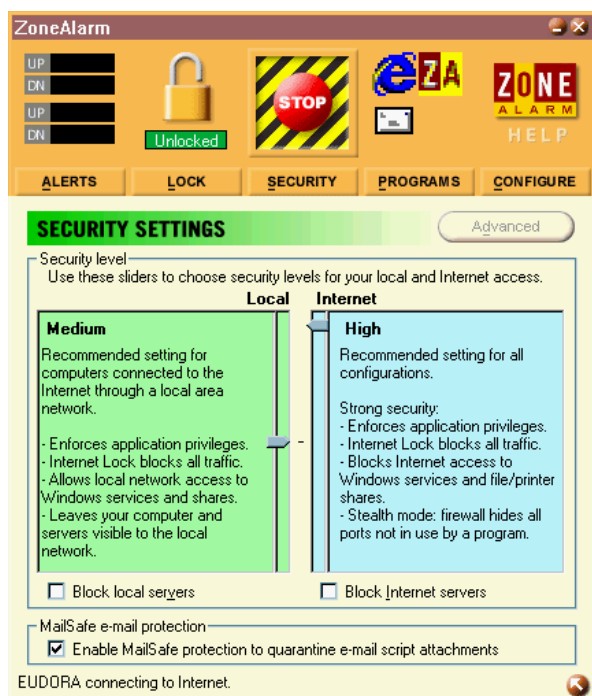 ZoneAlarm
UP
DN
UP
DN
Unlocked
STOP
ZA
ZONE
ALARM
HELP
ALERTS
LOCK
SECURITY
PROGRAMS
CONFIGURE
SECURITY SETTINGS
Advanced
Security level
Use these sliders to choose security levels for your local and Internet access.
Local
Internet
Medium
Recommended setting for
computers connected to the
Internet through a local area
network.
- Enforces application privileges.
- Internet Lock blocks all traffic.
- Allows local network access to
Windows services and shares.
- Leaves your computer and
servers visible to the local
network.
High
Recommended setting for all
configurations.
Strong security:
- Enforces application privileges.
- Internet Lock blocks all traffic.
- Blocks Internet access to
Windows services and file/printer
shares.
- Stealth mode: firewall hides all
ports not in use by a program.
Block local servers
Block Internet servers
MailSafe e-mail protection
Enable MailSafe protection to quarantine e-mail script attachments
EUDORA connecting to Internet.